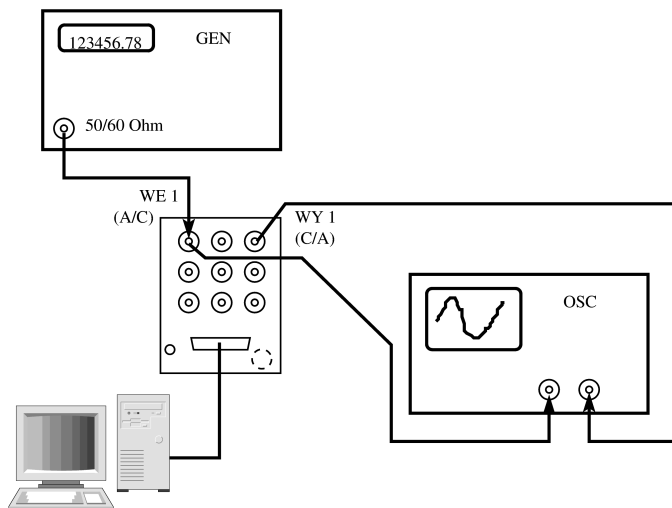 123456.78
GEN
50/60 Ohm
WE 1
(A/C)
WY 1
(C/A)
OSC